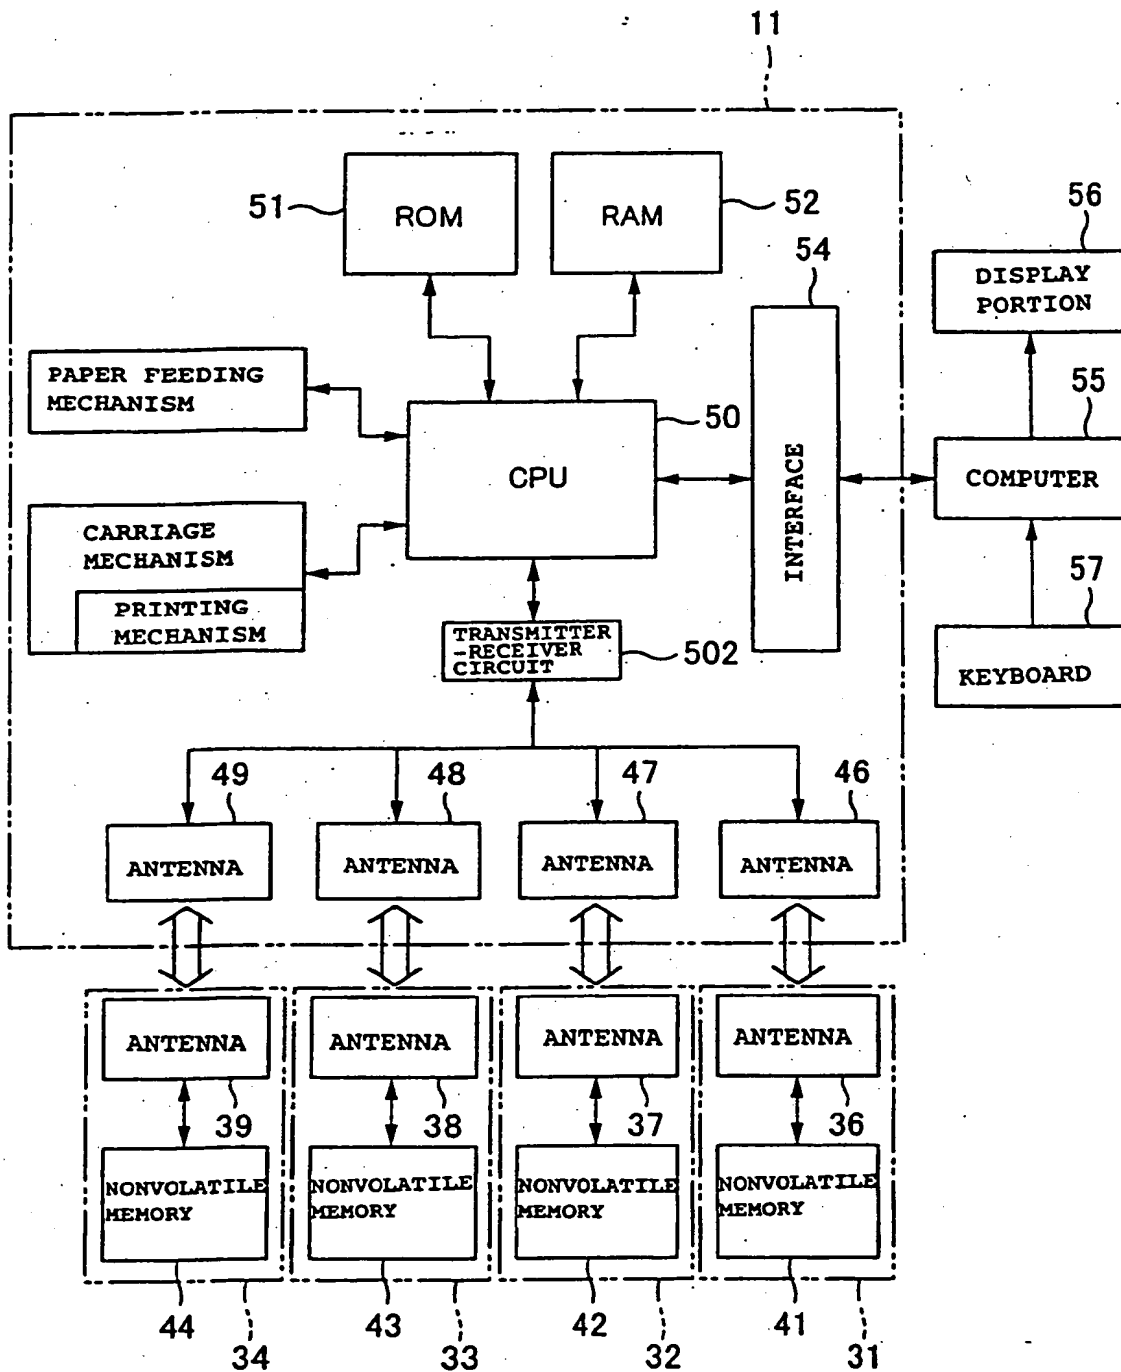 11
51
ROM
RAM
52
54
56
DISPLAY
PORTION
PAPER FEEDING
MECHANISM
50
CPU
INTERFACE
55
COMPUTER
CARRIAGE
MECHANISM
PRINTING
MECHANISM
TRANSMITTER
-RECEIVER
CIRCUIT
502
57
KEYBOARD
49
48
47
46
ANTENNA
ANTENNA
ANTENNA
ANTENNA
ANTENNA
ANTENNA
ANTENNA
ANTENNA
39
38
37
36
NONVOLATILE
MEMORY
NONVOLATILE
MEMORY
NONVOLATILE
MEMORY
NONVOLATILE
MEMORY
44
34
43
33
42
32
41
31